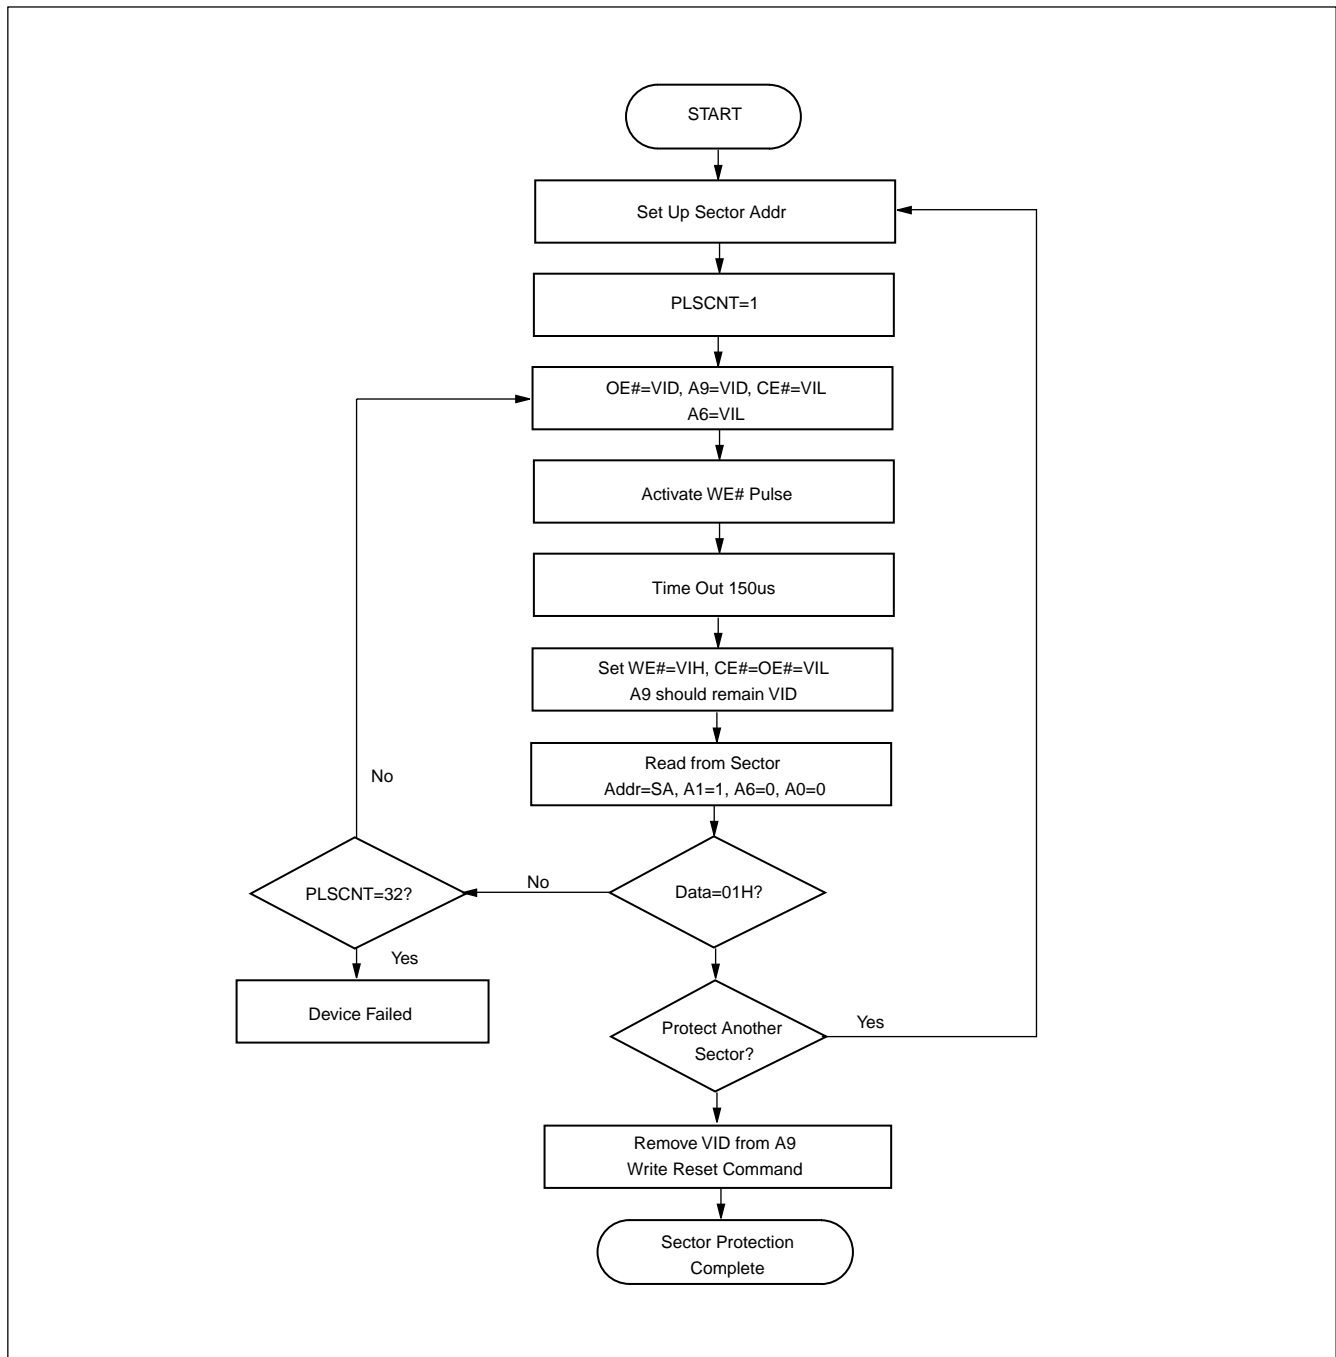 START
Set Up Sector Addr
PLSCNT=1
OE#=VID, A9=VID, CE#=VIL
A6=VIL
Activate WE# Pulse
Time Out 150us
Set WE#=VIH, CE#=OE#=VIL
A9 should remain VID
Read from Sector
Addr=SA, A1=1, A6=0, A0=0
No
PLSCNT=32?
No
Data=01H?
Yes
Device Failed
Protect Another
Sector?
Yes
Remove VID from A9
Write Reset Command
Sector Protection
Complete